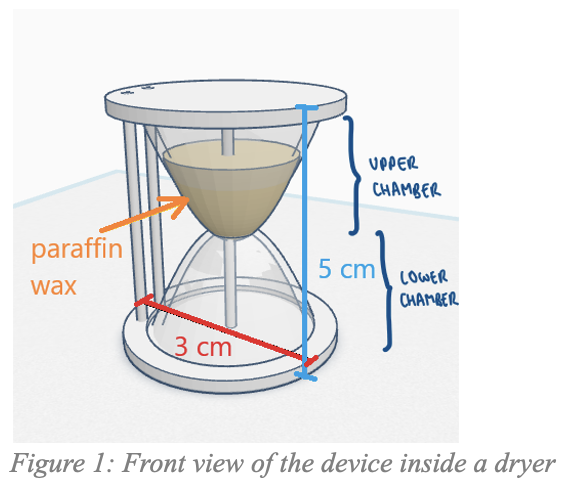 UPPER
CHAMBER
paraffin
wax
5 cm
LOWER
CHAMBER
3 cm
Figure 1: Front view of the device inside a dryer